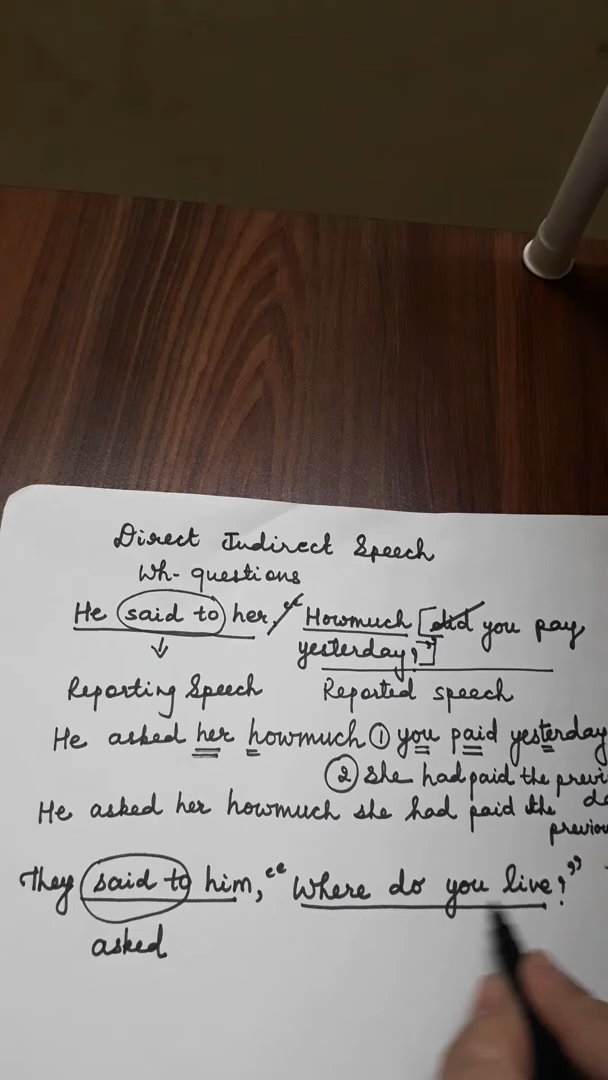 Direct Indirect Speech
Wh- questions
He said to her, “Howmuch [did you pay
yesterday?”]
Reporting Speech Reported speech
He asked her howmuch ① you paid yesterday
② she had paid the previ
He asked her howmuch she had paid the
previou
They said to him, “Where do you live?”
asked